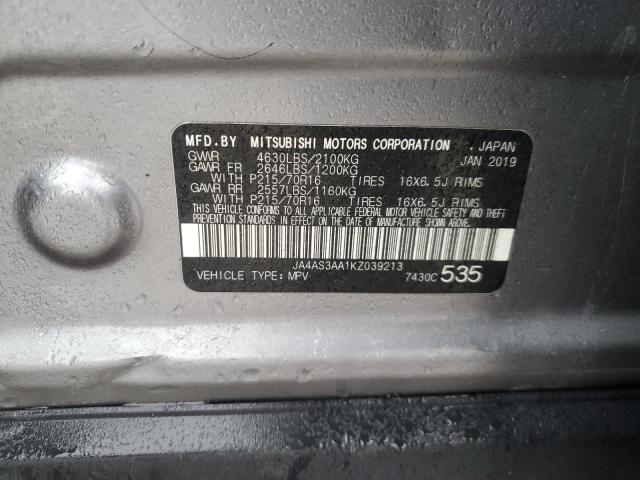 MFD.BY MITSUBISHI MOTORS CORPORATION . JAPAN
GVWR 4630LBS/2100KG JAN 2019
GAWR FR 2646LBS/1200KG
WITH P215/70R16 TIRES 16X6.5J RIMS
GAWR RR 2557LBS/1160KG
WITH P215/70R16 TIRES 16X6.5J RIMS
THIS VEHICLE CONFORMS TO ALL APPLICABLE FEDERAL MOTOR VEHICLE SAFETY AND THEFT
PREVENTION STANDARDS IN EFFECT ON THE DATE OF MANUFACTURE SHOWN ABOVE.
JA4AS3AA1KZ039213
VEHICLE TYPE: MPV 7430C 535